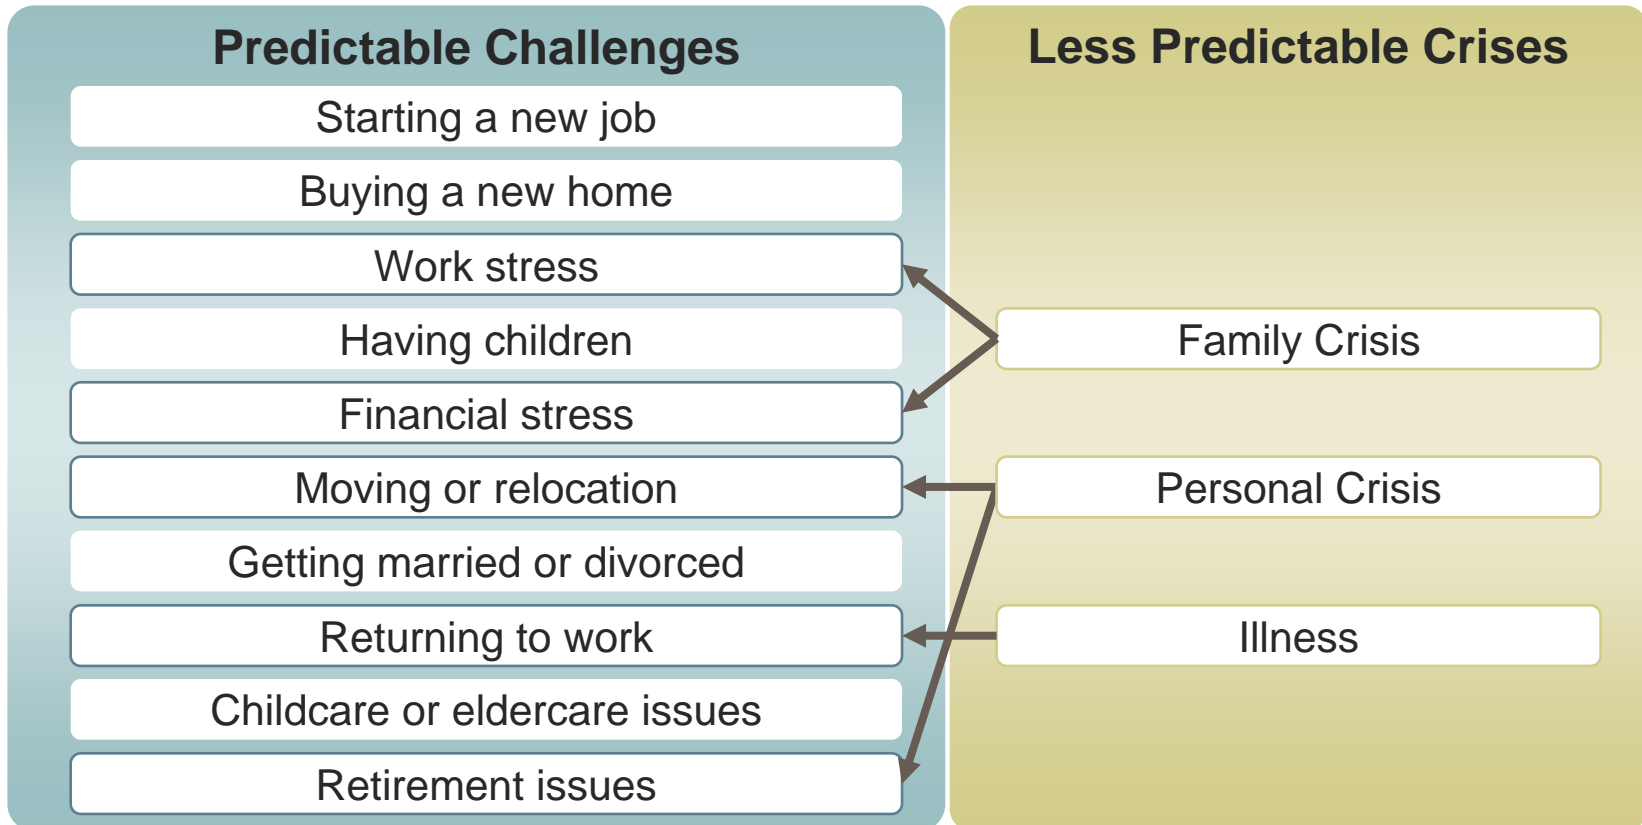 Predictable Challenges
Starting a new job
Buying a new home
Work stress
Having children
Financial stress
Moving or relocation
Getting married or divorced
Returning to work
Childcare or eldercare issues
Retirement issues
Less Predictable Crises
Family Crisis
Personal Crisis
Illness